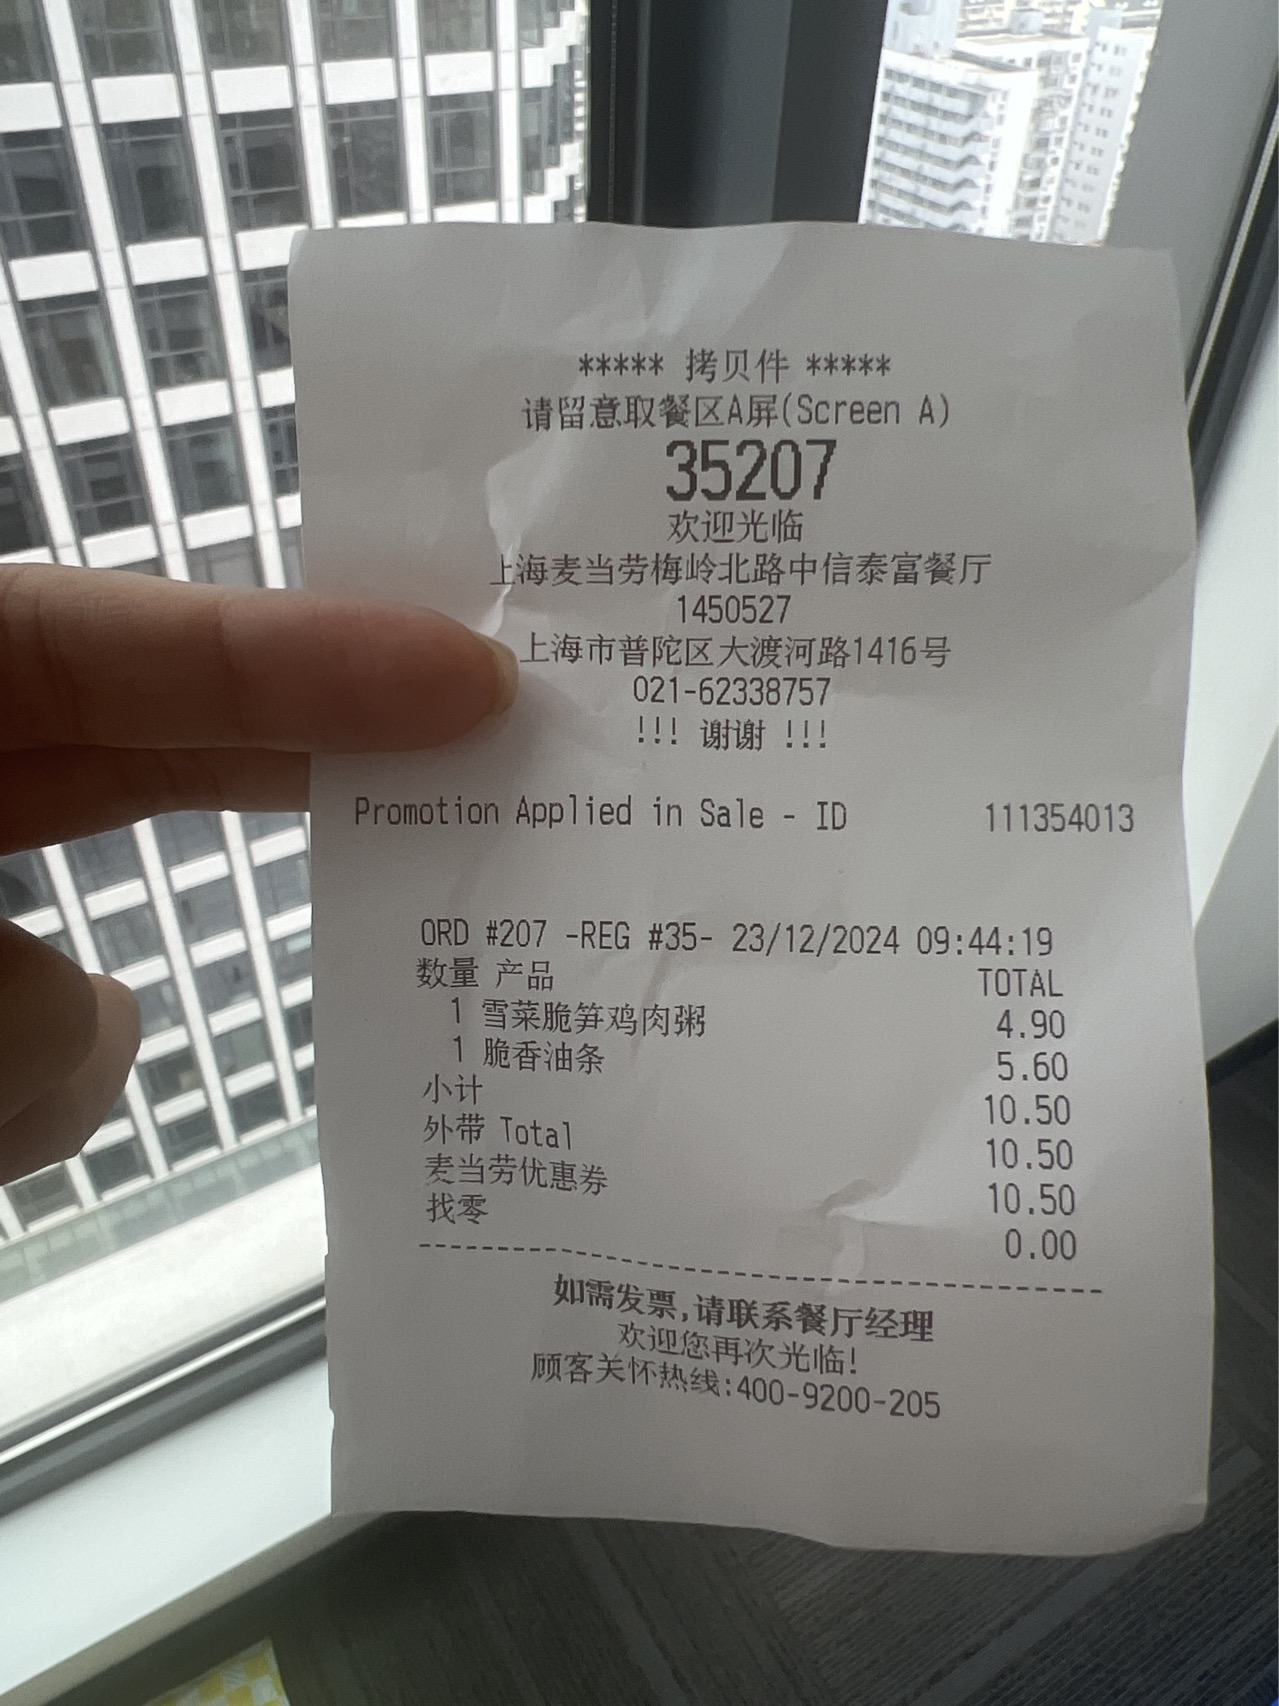 ***** 拷贝件 *****
请留意取餐区A屏(Screen A)
35207
欢迎光临
上海麦当劳梅岭北路中信泰富餐厅
1450527
上海市普陀区大渡河路1416号
021-62338757
!!! 谢谢 !!!
Promotion Applied in Sale - ID 111354013
ORD #207 -REG #35- 23/12/2024 09:44:19
数量 产品 TOTAL
1 雪菜脆笋鸡肉粥 4.90
1 脆香油条 5.60
小计 10.50
外带 Total 10.50
麦当劳优惠券 10.50
找零 0.00
如需发票,请联系餐厅经理
欢迎您再次光临!
顾客关怀热线:400-9200-205